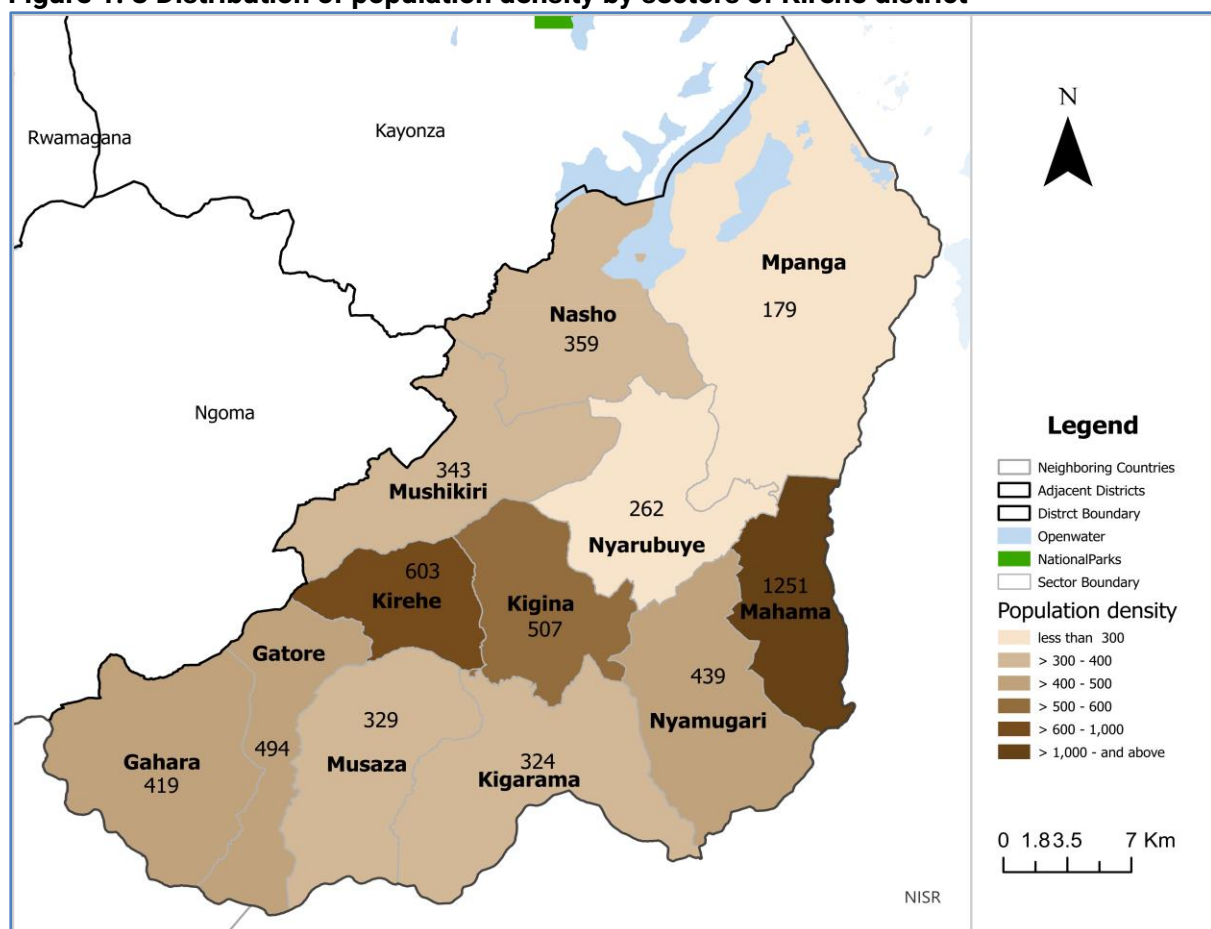 Figure 1. 3 Distribution of population density by sectors of Kirehe district
Rwamagana
Kayonza
Ngoma
Mpanga
179
Nasho
359
343
Mushikiri
262
Nyarubuye
603
Kirehe
Kigina
507
1251
Mahama
Gatore
494
439
Nyamugari
329
Musaza
324
Kigarama
Gahara
419
N
Legend
Neighboring Countries
Adjacent Districts
Distrct Boundary
Openwater
NationalParks
Sector Boundary
Population density
less than 300
> 300 - 400
> 400 - 500
> 500 - 600
> 600 - 1,000
> 1,000 - and above
0 1.83.5 7 Km
NISR